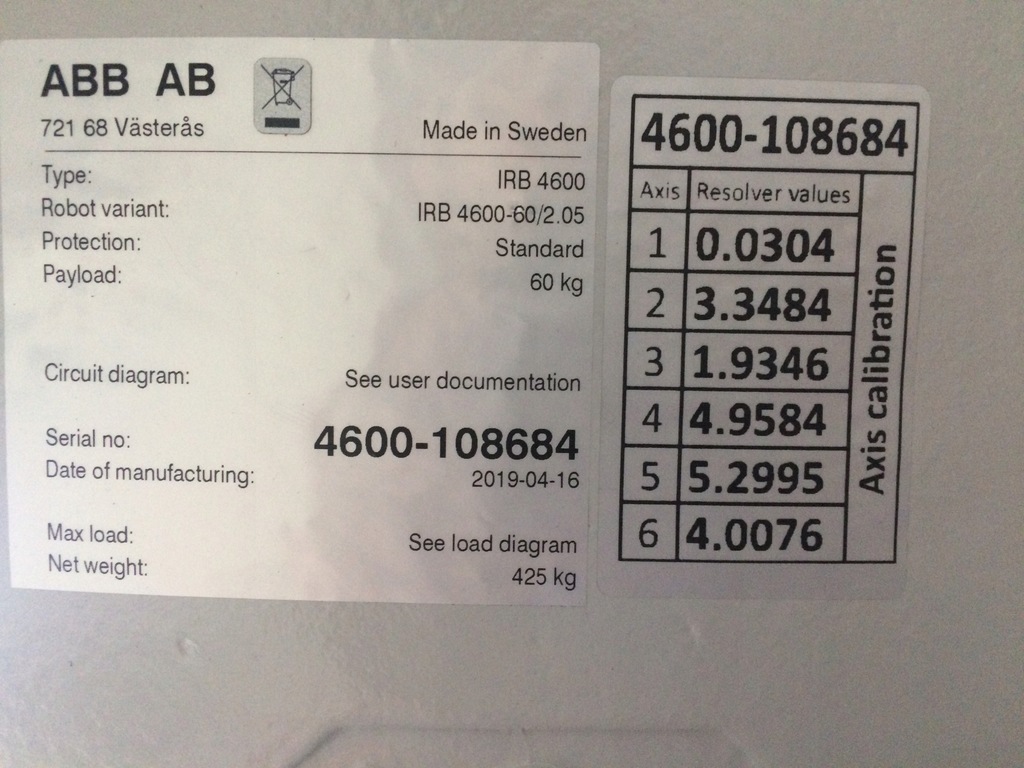 ABB AB
721 68 Västerås
Made in Sweden
Type: IRB 4600
Robot variant: IRB 4600-60/2.05
Protection: Standard
Payload: 60 kg
Circuit diagram: See user documentation
Serial no: 4600-108684
Date of manufacturing: 2019-04-16
Max load: See load diagram
Net weight: 425 kg
4600-108684
Axis Resolver values
1 0.0304
2 3.3484
3 1.9346
4 4.9584
5 5.2995
6 4.0076
Axis calibration